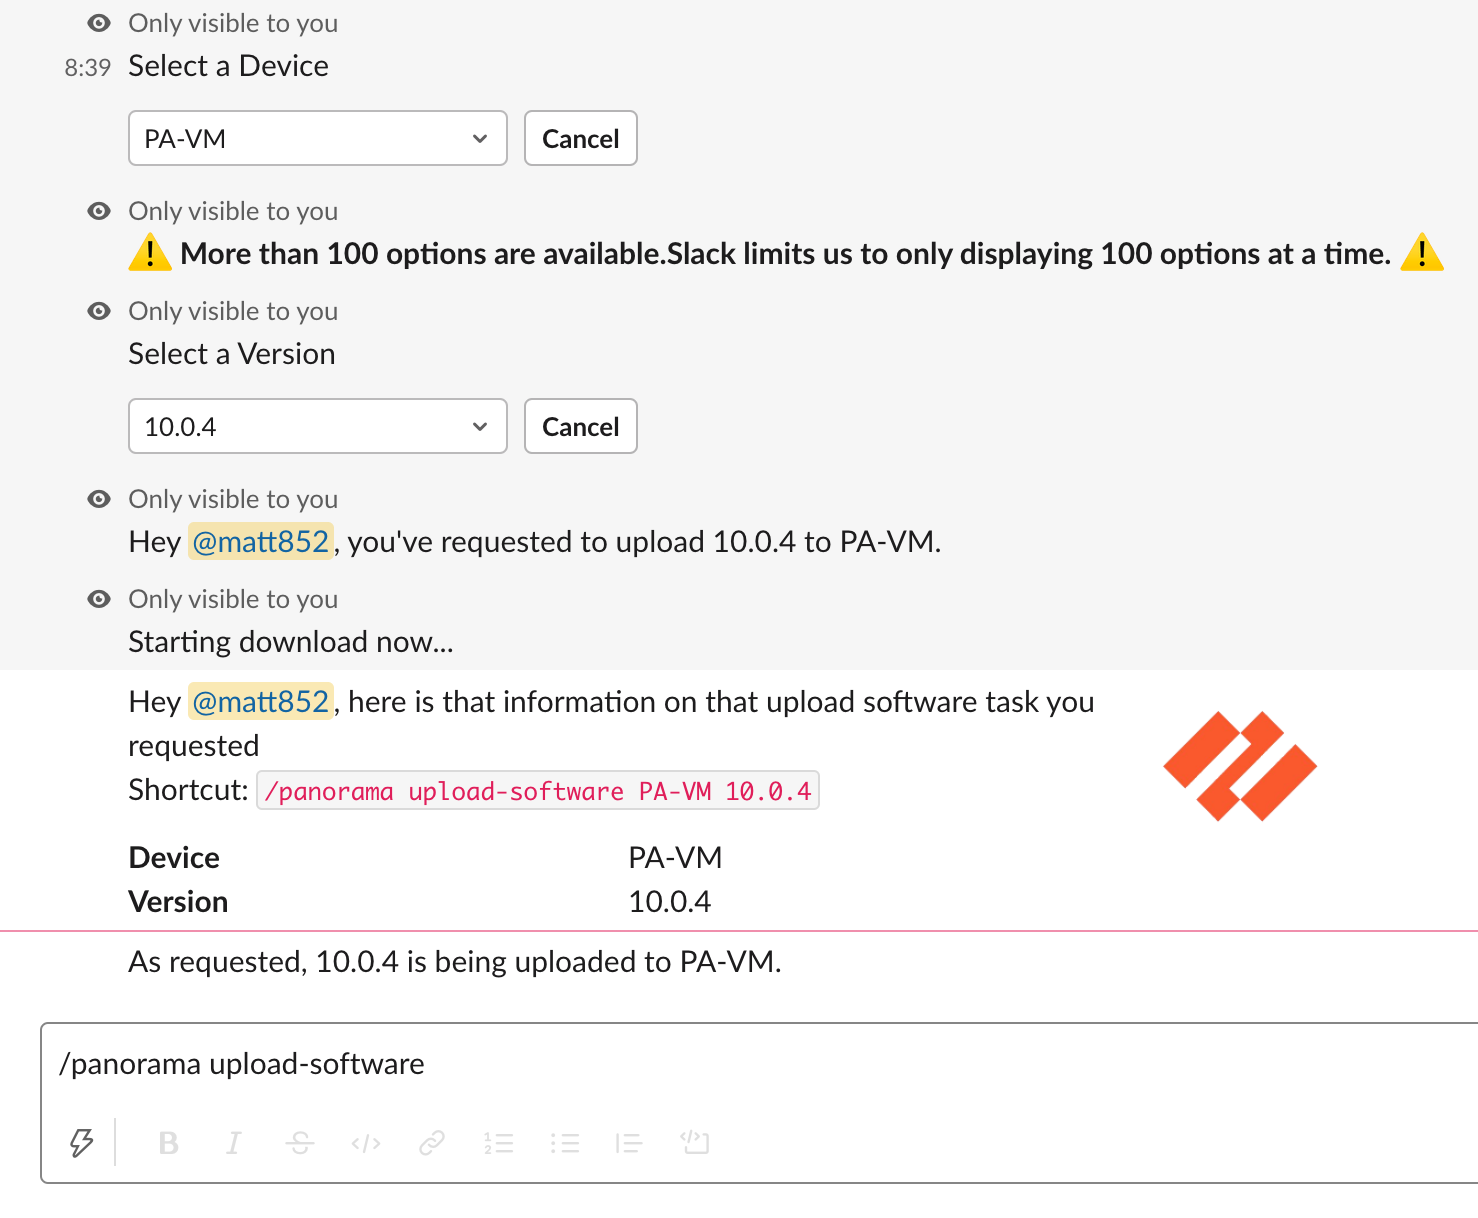 Only visible to you
8:39 Select a Device
PA-VM Cancel
Only visible to you
More than 100 options are available.Slack limits us to only displaying 100 options at a time.
Only visible to you
Select a Version
10.0.4 Cancel
Only visible to you
Hey @matt852, you've requested to upload 10.0.4 to PA-VM.
Only visible to you
Starting download now...
Hey @matt852, here is that information on that upload software task you
requested
Shortcut: /panorama upload-software PA-VM 10.0.4
Device PA-VM
Version 10.0.4
As requested, 10.0.4 is being uploaded to PA-VM.
/panorama upload-software